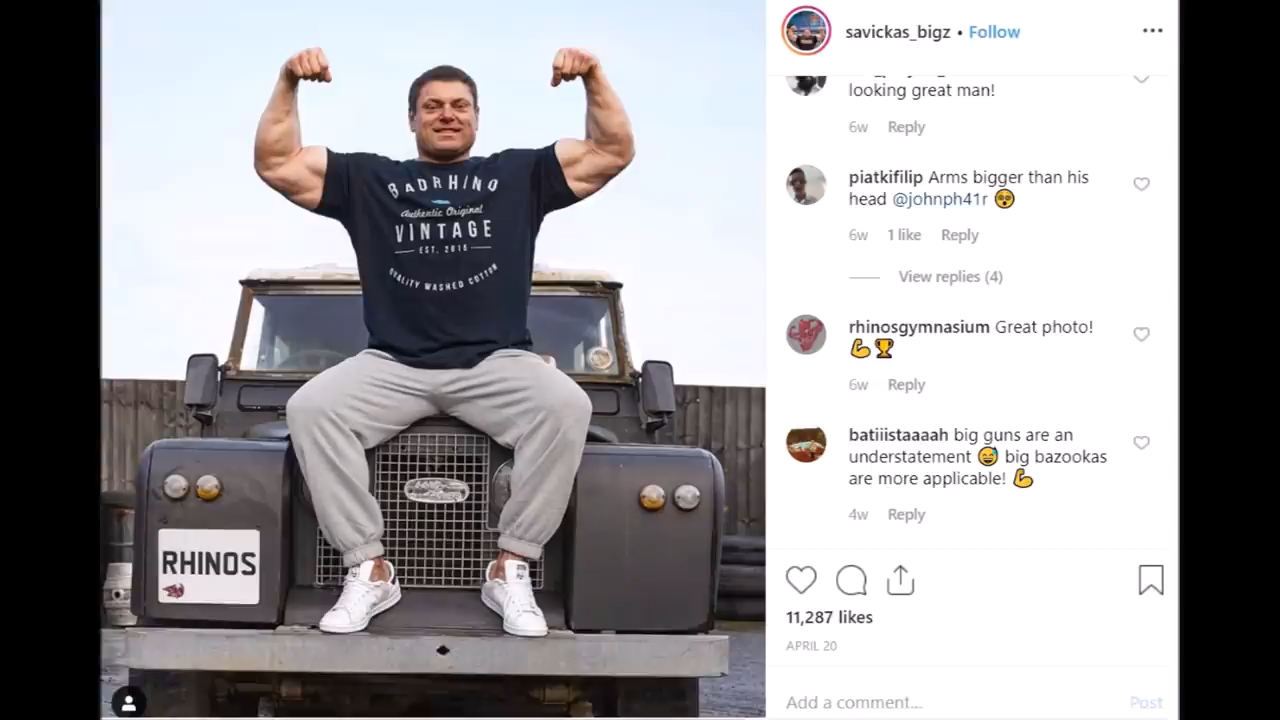 BADRHINO
Authentic Original
VINTAGE
EST. 2015
QUALITY WASHED COTTON
RHINOS
savickas_bigz • Follow
looking great man!
6w Reply
piatkifilip Arms bigger than his
head @johnph41r 😵
6w 1 like Reply
View replies (4)
rhinosgymnasium Great photo!
💪🏆
6w Reply
batiiistaaaah big guns are an
understatement 😅 big bazookas
are more applicable! 💪
4w Reply
11,287 likes
APRIL 20
Add a comment... Post